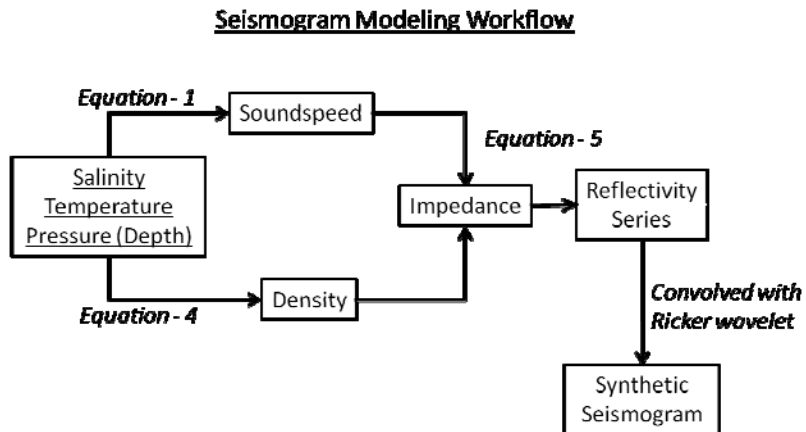 Seismogram Modeling Workflow
Equation - 1
Soundspeed
Equation - 5
Salinity
Temperature
Pressure (Depth)
Impedance
Reflectivity
Series
Density
Equation - 4
Convolved with
Ricker wavelet
Synthetic
Seismogram